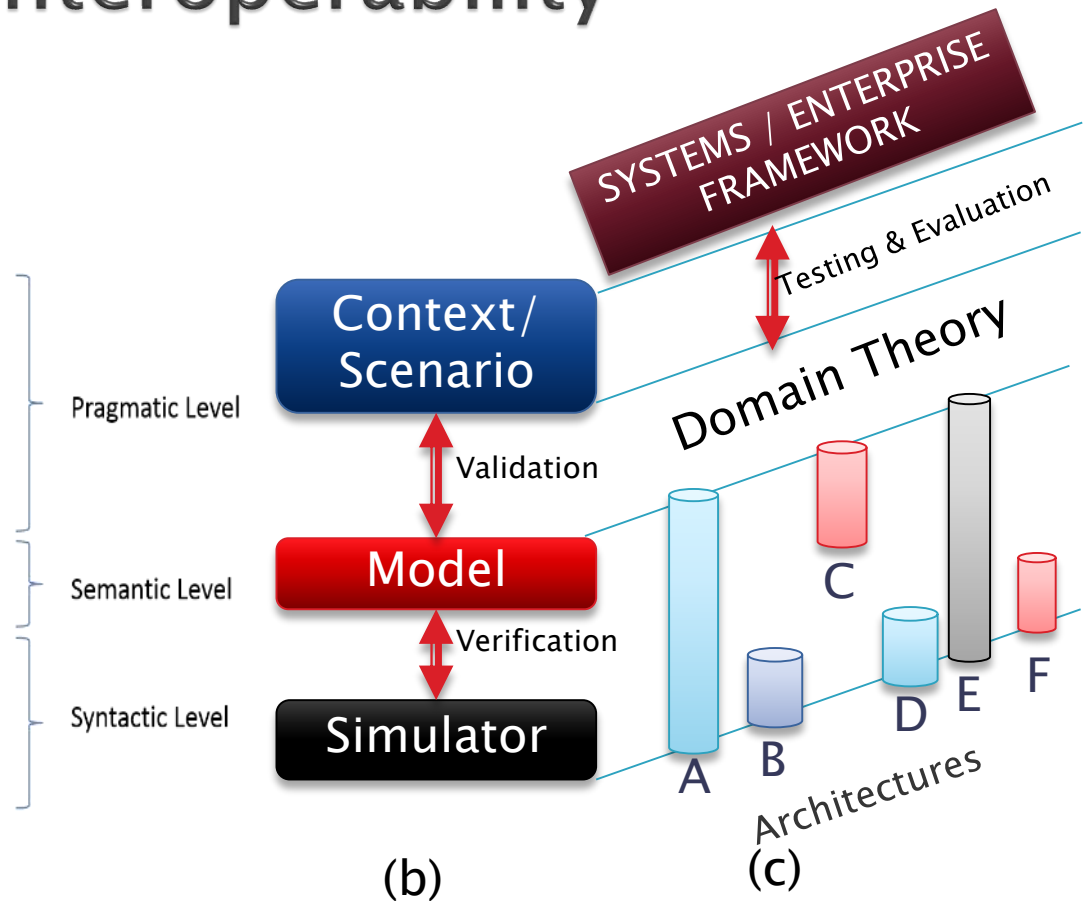 nteroperability
SYSTEMS / ENTERPRISE
FRAMEWORK
Testing & Evaluation
Context/
Scenario
Domain Theory
Pragmatic Level
Validation
Model
C
Semantic Level
Verification
Simulator
Syntactic Level
A
B
D
E
F
Architectures
(b)
(c)